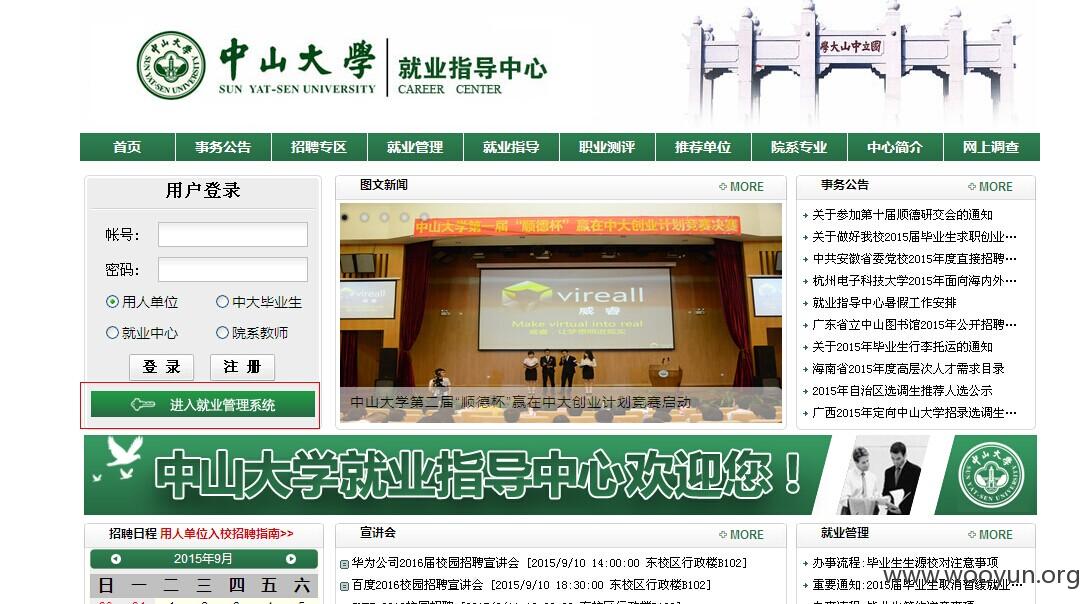 中山大學
SUN YAT-SEN UNIVERSITY
就业指导中心
CAREER CENTER
國立中山大學
首页 事务公告 招聘专区 就业管理 就业指导 职业测评 推荐单位 院系专业 中心简介 网上调查
用户登录
帐号:
密码:
用人单位 中大毕业生
就业中心 院系教师
登 录 注 册
进入就业管理系统
图文新闻 MORE
中山大学第一届“顺德杯”赢在中大创业计划竞赛决赛
vireall
威睿
Make virtual into real
vireall
中山大学第二届“顺德杯”赢在中大创业计划竞赛启动
事务公告 MORE
关于参加第十届顺德研交会的通知
关于做好我校2015届毕业生求职创业…
中共安徽省委党校2015年度直接招聘…
杭州电子科技大学2015年面向海内外…
就业指导中心暑假工作安排
广东省立中山图书馆2015年公开招聘…
关于2015年毕业生行李托运的通知
海南省2015年度高层次人才需求目录
2015年自治区选调生推荐人选公示
广西2015年定向中山大学招录选调生…
中山大学就业指导中心欢迎您！
中山大學
SUN YAT-SEN UNIVERSITY
招聘日程 用人单位入校招聘指南>>
2015年9月
日 一 二 三 四 五 六
宣讲会 MORE
华为公司2016届校园招聘宣讲会 [2015/9/10 14:00:00 东校区行政楼B102]
百度2016校园招聘宣讲会 [2015/9/10 18:30:00 东校区行政楼B102]
就业管理 MORE
办事流程:毕业生生源校对注意事项
重要通知:2015届毕业生取消暂缓就业…
www.wooyun.org